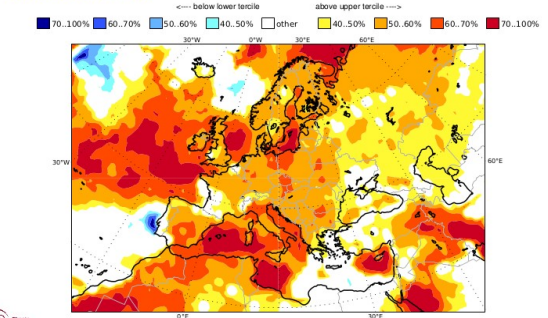 <---- below lower tercile above upper tercile ---->
70..100% 60..70% 50..60% 40..50% other 40..50% 50..60% 60..70% 70..100%
30°W 0°W 30°E 60°E
30°W 60°E
0°E 30°E